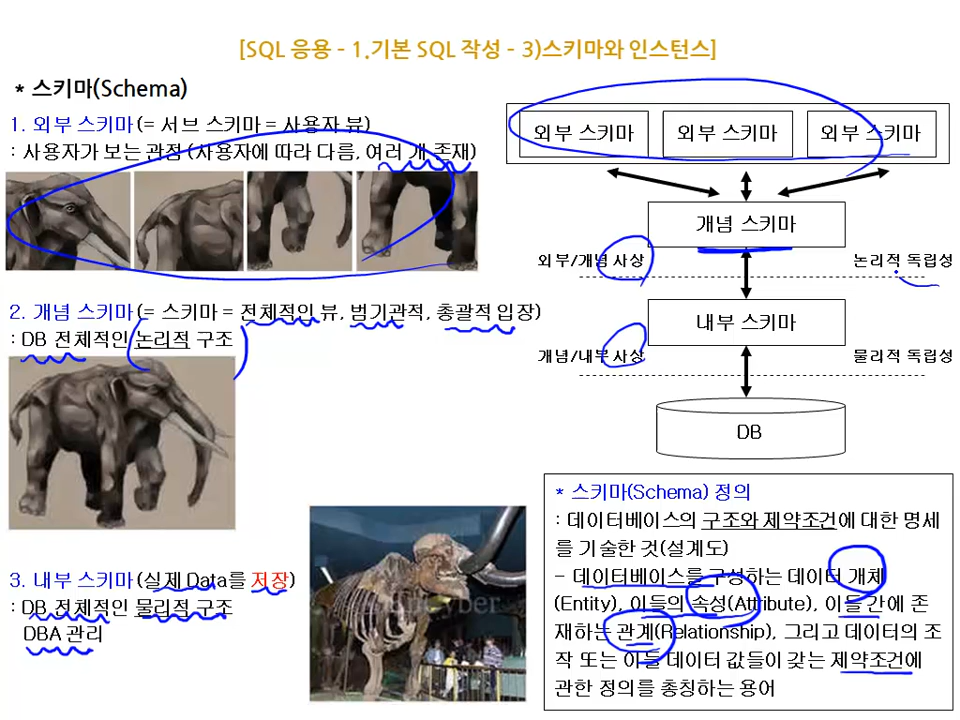 [SQL 응용 - 1.기본 SQL 작성 - 3)스키마와 인스턴스]
* 스키마(Schema)
1. 외부 스키마(= 서브 스키마 = 사용자 뷰)
: 사용자가 보는 관점 (사용자에 따라 다름, 여러 개 존재)
2. 개념 스키마(= 스키마 = 전체적인 뷰, 범기관적, 총괄적 입장)
: DB 전체적인 논리적 구조
3. 내부 스키마(실제 Data를 저장)
: DB 전체적인 물리적 구조
DBA 관리
외부 스키마 외부 스키마 외부 스키마
개념 스키마
외부/개념 사상 논리적 독립성
내부 스키마
개념/내부 사상 물리적 독립성
DB
* 스키마(Schema) 정의
: 데이터베이스의 구조와 제약조건에 대한 명세
를 기술한 것(설계도)
- 데이터베이스를 구성하는 데이터 개체
(Entity), 이들의 속성(Attribute), 이들 간에 존
재하는 관계(Relationship), 그리고 데이터의 조
작 또는 이들 데이터 값들이 갖는 제약조건에
관한 정의를 총칭하는 용어